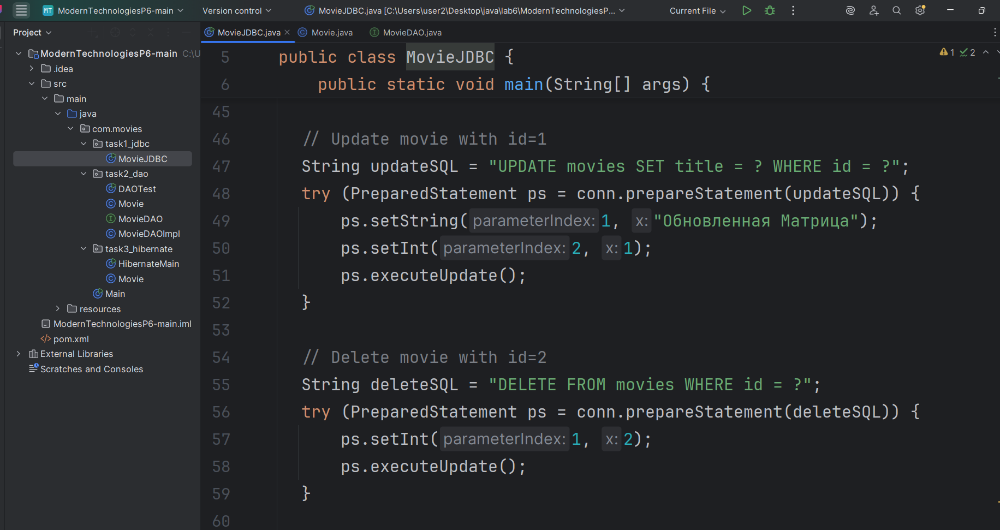 MT ModernTechnologiesP6-main Version control MovieJDBC.java [C:\Users\user2\Desktop\java\lab6\ModernTechnologiesP... Current File
Project
MovieJDBC.java Movie.java MovieDAO.java
ModernTechnologiesP6-main C:\U
.idea
src
main
java
com.movies
task1_jdbc
MovieJDBC
task2_dao
DAOTest
Movie
MovieDAO
MovieDAOImpl
task3_hibernate
HibernateMain
Movie
Main
resources
ModernTechnologiesP6-main.iml
pom.xml
External Libraries
Scratches and Consoles
1 2
5 public class MovieJDBC {
6 public static void main(String[] args) {
45
46 // Update movie with id=1
47 String updateSQL = "UPDATE movies SET title = ? WHERE id = ?";
48 try (PreparedStatement ps = conn.prepareStatement(updateSQL)) {
49 ps.setString( parameterIndex: 1, x: "Обновленная Матрица");
50 ps.setInt( parameterIndex: 2, x: 1);
51 ps.executeUpdate();
52 }
53
54 // Delete movie with id=2
55 String deleteSQL = "DELETE FROM movies WHERE id = ?";
56 try (PreparedStatement ps = conn.prepareStatement(deleteSQL)) {
57 ps.setInt( parameterIndex: 1, x: 2);
58 ps.executeUpdate();
59 }
60